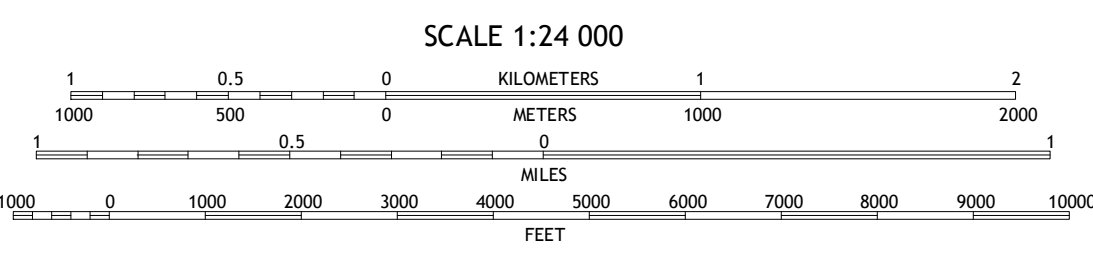 SCALE 1:24 000
1 0.5 0 KILOMETERS 1 2
1000 500 0 METERS 1000 2000
1 0.5 0 1
MILES
1000 0 1000 2000 3000 4000 5000 6000 7000 8000 9000 10000
FEET